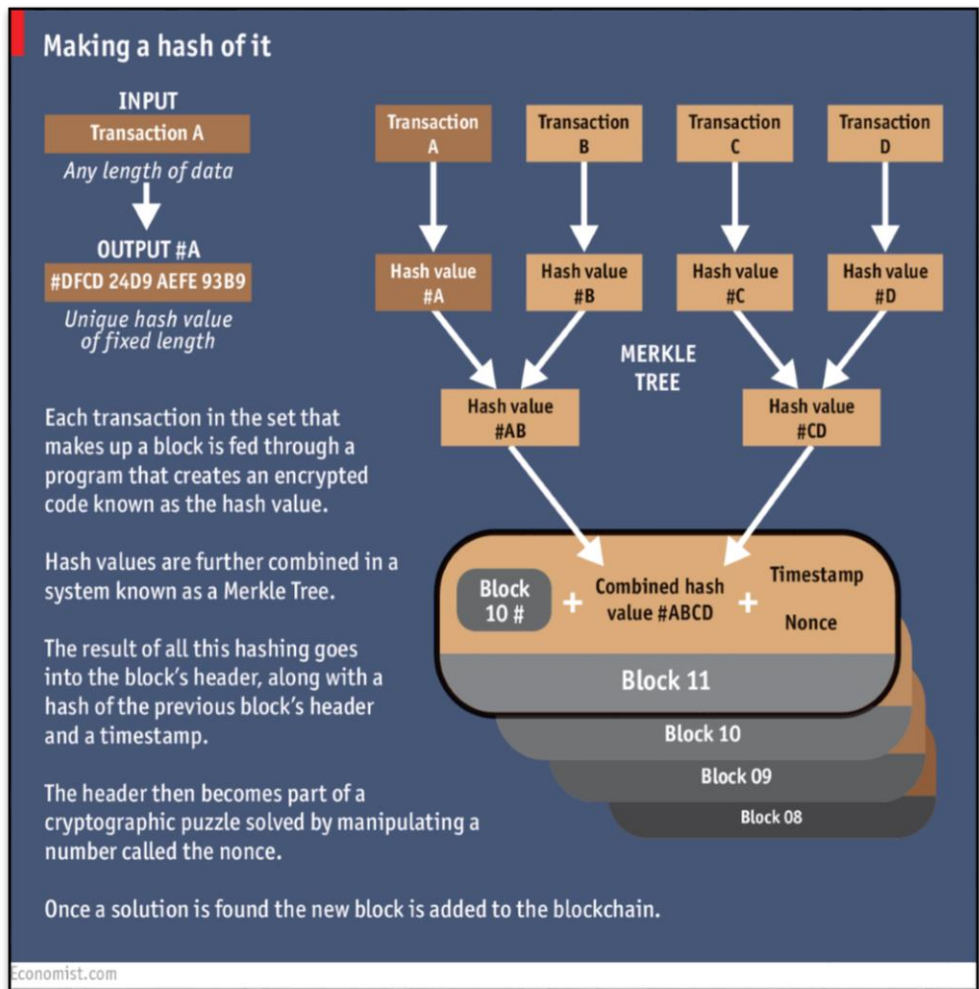 Making a hash of it
INPUT
Transaction A
Any length of data
OUTPUT #A
#DFCD 24D9 AEFE 93B9
Unique hash value
of fixed length
Each transaction in the set that
makes up a block is fed through a
program that creates an encrypted
code known as the hash value.
Hash values are further combined in a
system known as a Merkle Tree.
The result of all this hashing goes
into the block's header, along with a
hash of the previous block's header
and a timestamp.
The header then becomes part of a
cryptographic puzzle solved by manipulating a
number called the nonce.
Once a solution is found the new block is added to the blockchain.
Transaction
A
Transaction
B
Transaction
C
Transaction
D
Hash value
#A
Hash value
#B
Hash value
#C
Hash value
#D
MERKLE
TREE
Hash value
#AB
Hash value
#CD
Block
10 #
+
Combined hash
value #ABCD
+
Timestamp
Nonce
Block 11
Block 10
Block 09
Block 08
Economist.com